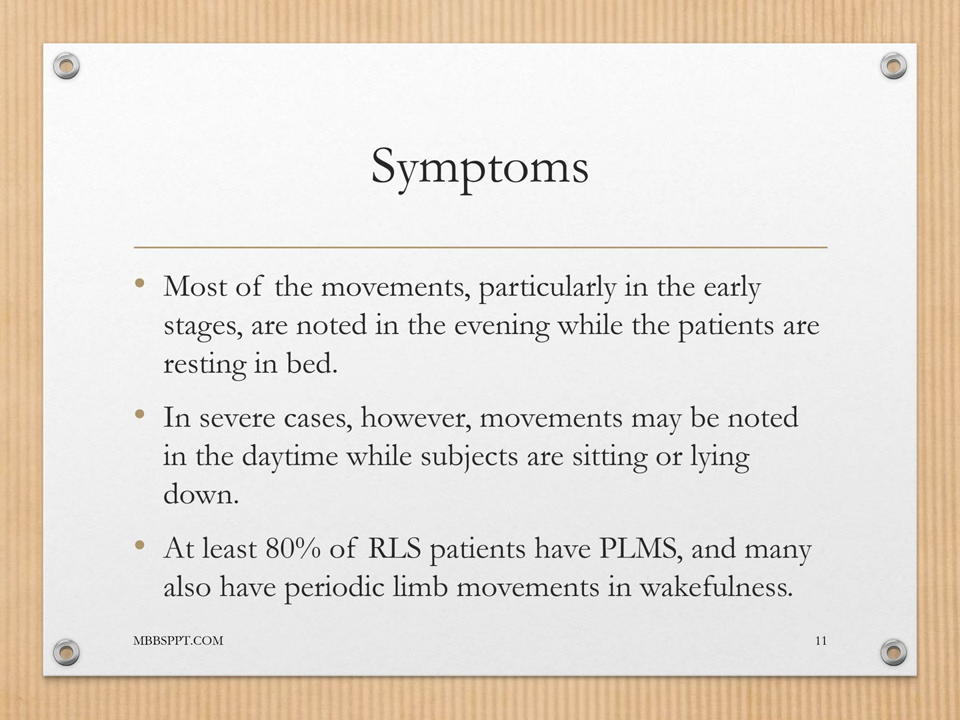 Symptoms
• Most of the movements, particularly in the early
stages, are noted in the evening while the patients are
resting in bed.
• In severe cases, however, movements may be noted
in the daytime while subjects are sitting or lying
down.
• At least 80% of RLS patients have PLMS, and many
also have periodic limb movements in wakefulness.
MBBSPPT.COM 11